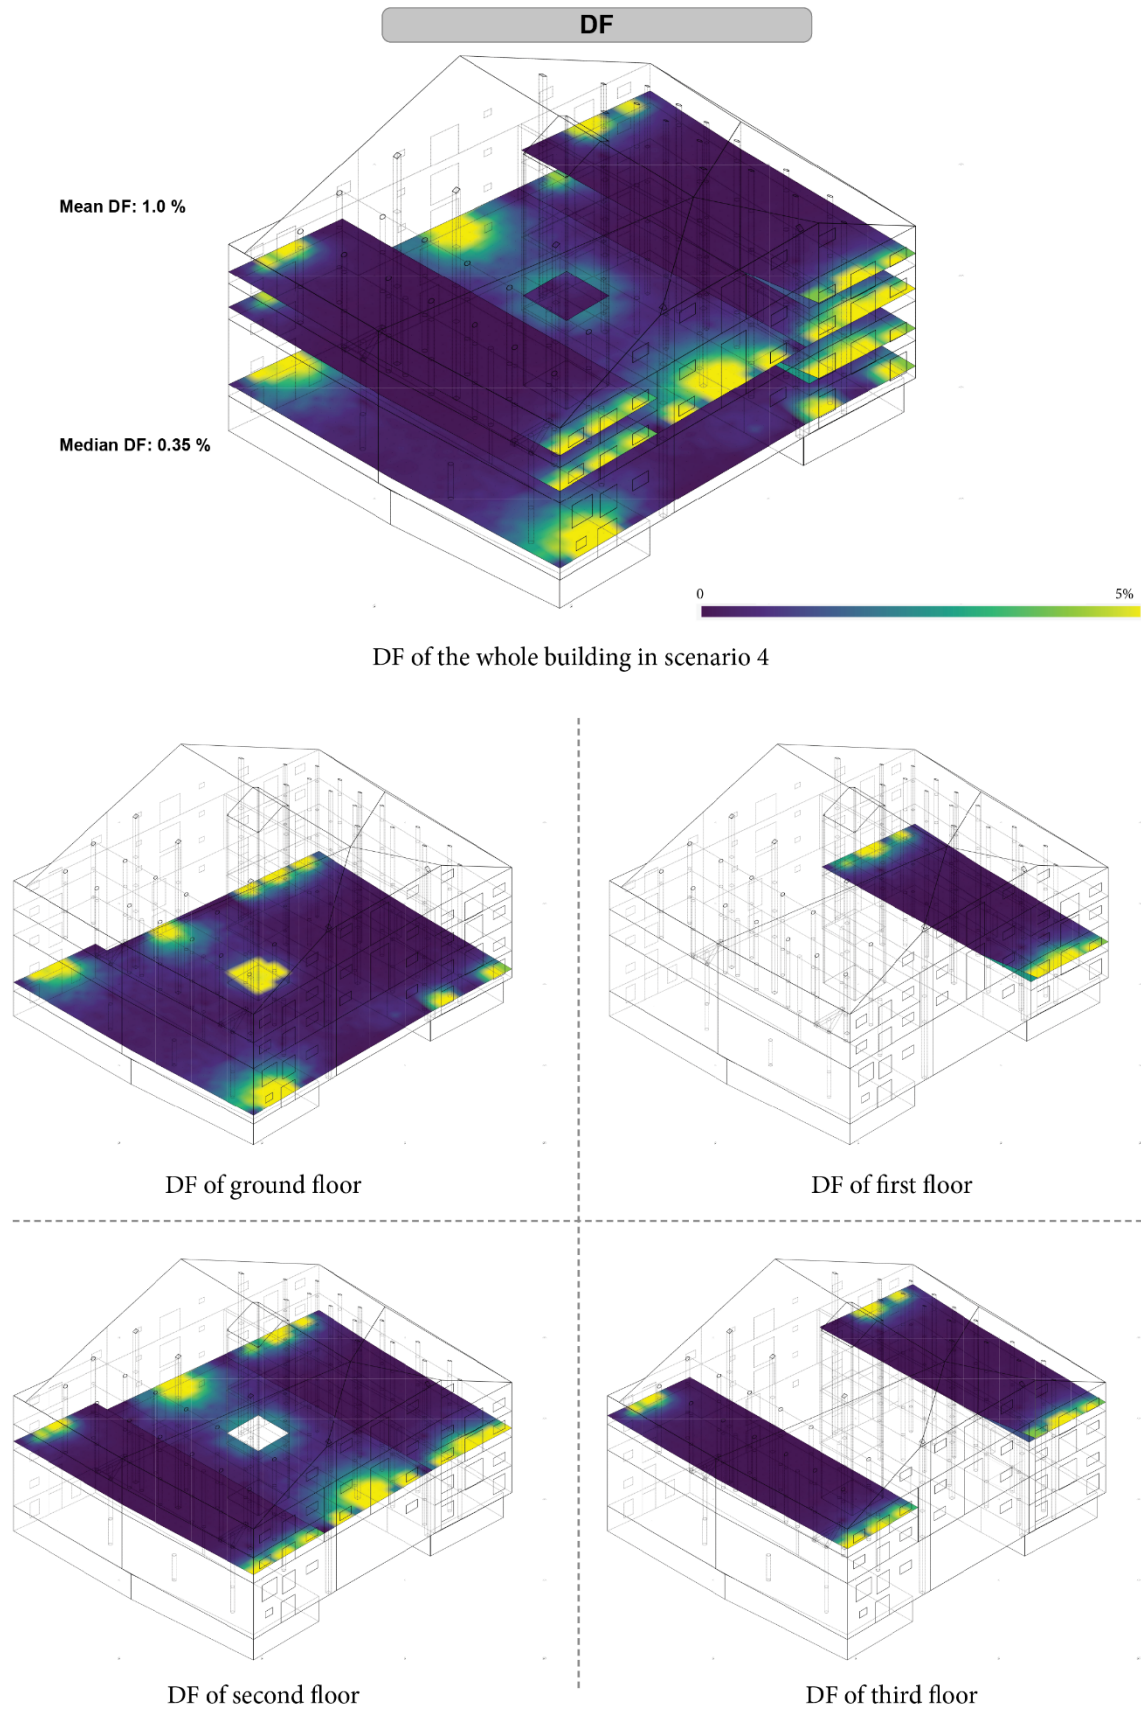 DF
Mean DF: 1.0 %
Median DF: 0.35 %
0 5%
DF of the whole building in scenario 4
DF of ground floor
DF of first floor
DF of second floor
DF of third floor